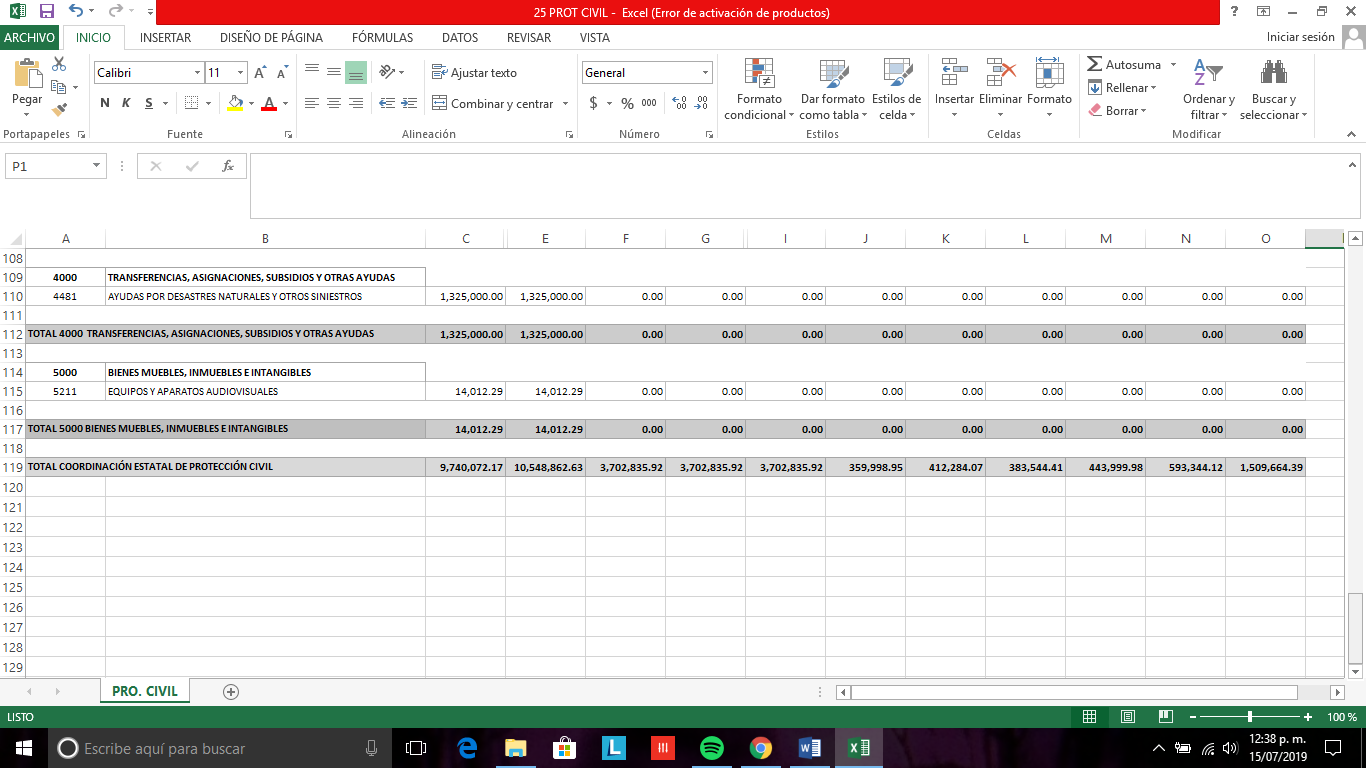 25 PROT CIVIL - Excel (Error de activación de productos)
ARCHIVO INICIO INSERTAR DISEÑO DE PÁGINA FÓRMULAS DATOS REVISAR VISTA Iniciar sesión
Calibri 11 Ajustar texto General Autosuma
Pegar N K S Combinar y centrar $ % 000 Formato condicional Dar formato como tabla Estilos de celda Insertar Eliminar Formato Rellenar Borrar Ordenar y filtrar Buscar y seleccionar
Portapapeles Fuente Alineación Número Estilos Celdas Modificar
P1 fx
A B C E F G I J K L M N O
108
109 4000 TRANSFERENCIAS, ASIGNACIONES, SUBSIDIOS Y OTRAS AYUDAS
110 4481 AYUDAS POR DESASTRES NATURALES Y OTROS SINIESTROS 1,325,000.00 1,325,000.00 0.00 0.00 0.00 0.00 0.00 0.00 0.00 0.00 0.00
111
112 TOTAL 4000 TRANSFERENCIAS, ASIGNACIONES, SUBSIDIOS Y OTRAS AYUDAS 1,325,000.00 1,325,000.00 0.00 0.00 0.00 0.00 0.00 0.00 0.00 0.00 0.00
113
114 5000 BIENES MUEBLES, INMUEBLES E INTANGIBLES
115 5211 EQUIPOS Y APARATOS AUDIOVISUALES 14,012.29 14,012.29 0.00 0.00 0.00 0.00 0.00 0.00 0.00 0.00 0.00
116
117 TOTAL 5000 BIENES MUEBLES, INMUEBLES E INTANGIBLES 14,012.29 14,012.29 0.00 0.00 0.00 0.00 0.00 0.00 0.00 0.00 0.00
118
119 TOTAL COORDINACIÓN ESTATAL DE PROTECCIÓN CIVIL 9,740,072.17 10,548,862.63 3,702,835.92 3,702,835.92 3,702,835.92 359,998.95 412,284.07 383,544.41 443,999.98 593,344.12 1,509,664.39
120
121
122
123
124
125
126
127
128
129
PRO. CIVIL
LISTO 100 %
Escribe aquí para buscar
12:38 p. m.
15/07/2019